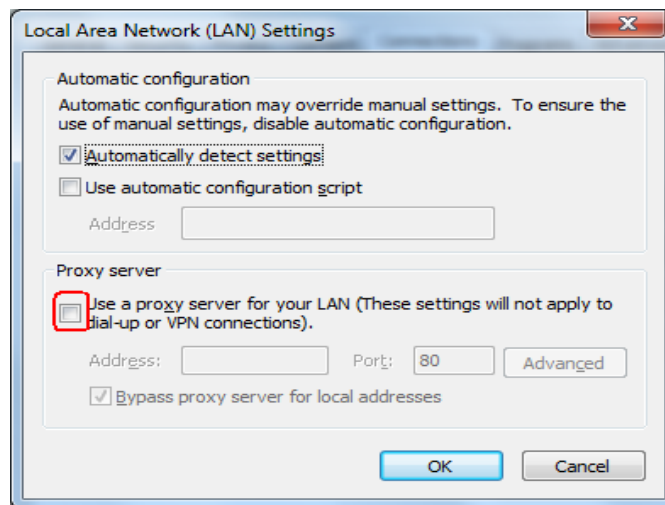 Local Area Network (LAN) Settings
Automatic configuration
Automatic configuration may override manual settings. To ensure the
use of manual settings, disable automatic configuration.
Automatically detect settings
Use automatic configuration script
Address
Proxy server
Use a proxy server for your LAN (These settings will not apply to
dial-up or VPN connections).
Address:
Port: 80 Advanced
Bypass proxy server for local addresses
OK Cancel